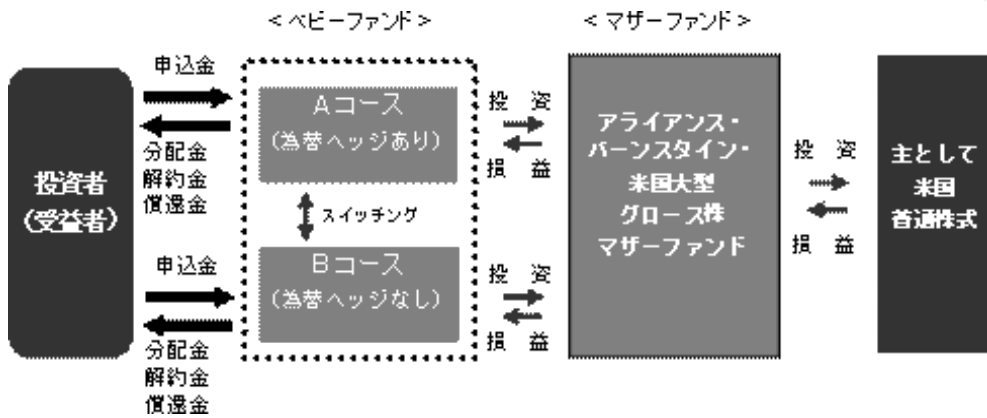 ＜ベビーファンド＞
＜マザーファンド＞
投資者
（受益者）
申込金
分配金
解約金
償還金
申込金
分配金
解約金
償還金
Aコース
（為替ヘッジあり）
スイッチング
Bコース
（為替ヘッジなし）
投　資
損　益
投　資
損　益
アライアンス・
バーンスタイン・
米国大型
グロース株
マザーファンド
投　資
損　益
主として
米国
普通株式